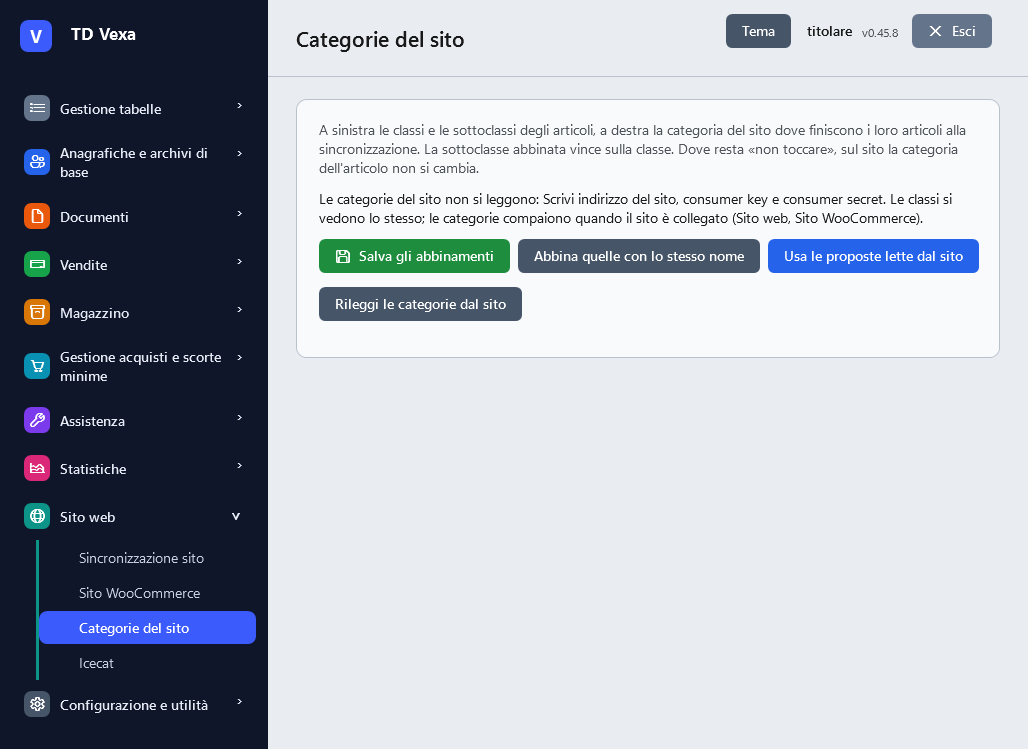 V TD Vexa
Gestione tabelle
Anagrafiche e archivi di
base
Documenti
Vendite
Magazzino
Gestione acquisti e scorte
minime
Assistenza
Statistiche
Sito web
Sincronizzazione sito
Sito WooCommerce
Categorie del sito
Icecat
Configurazione e utilità
Categorie del sito
Tema titolare v0.45.8 Esci
A sinistra le classi e le sottoclassi degli articoli, a destra la categoria del sito dove finiscono i loro articoli alla
sincronizzazione. La sottoclasse abbinata vince sulla classe. Dove resta «non toccare», sul sito la categoria
dell'articolo non si cambia.
Le categorie del sito non si leggono: Scrivi indirizzo del sito, consumer key e consumer secret. Le classi si
vedono lo stesso; le categorie compaiono quando il sito è collegato (Sito web, Sito WooCommerce).
Salva gli abbinamenti Abbina quelle con lo stesso nome Usa le proposte lette dal sito
Rileggi le categorie dal sito